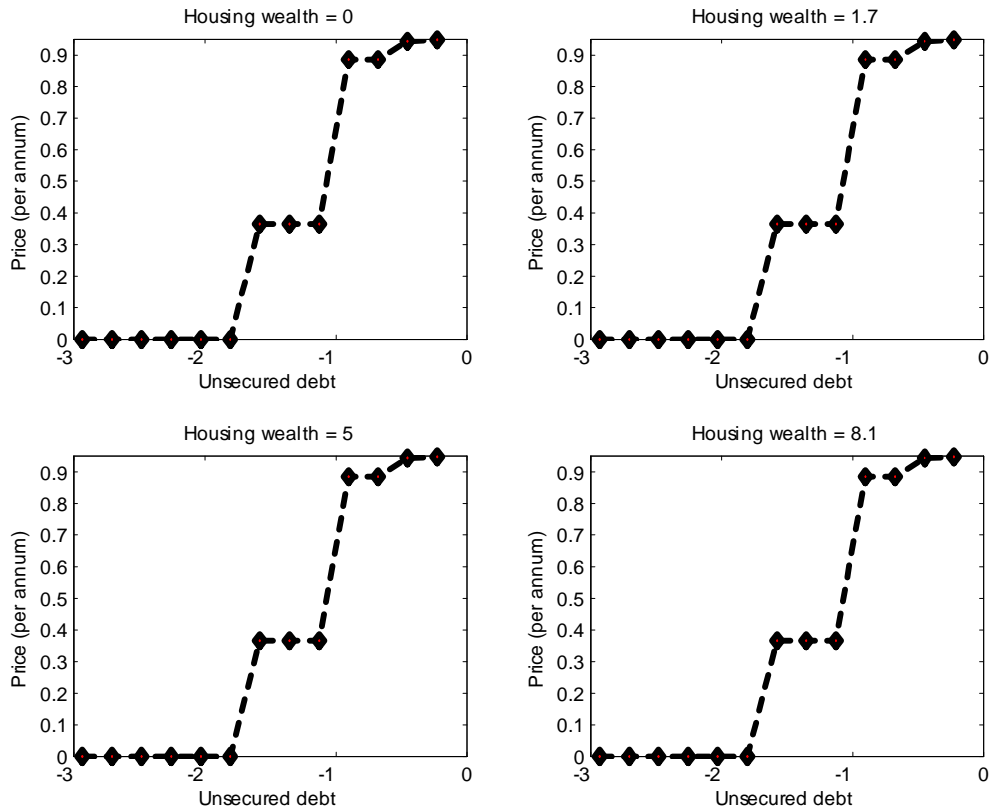 Housing wealth = 0
0.9
0.8
0.7
0.6
0.5
0.4
0.3
0.2
0.1
0
Price (per annum)
-3 -2 -1 0
Unsecured debt
Housing wealth = 1.7
0.9
0.8
0.7
0.6
0.5
0.4
0.3
0.2
0.1
0
Price (per annum)
-3 -2 -1 0
Unsecured debt
Housing wealth = 5
0.9
0.8
0.7
0.6
0.5
0.4
0.3
0.2
0.1
0
Price (per annum)
-3 -2 -1 0
Unsecured debt
Housing wealth = 8.1
0.9
0.8
0.7
0.6
0.5
0.4
0.3
0.2
0.1
0
Price (per annum)
-3 -2 -1 0
Unsecured debt